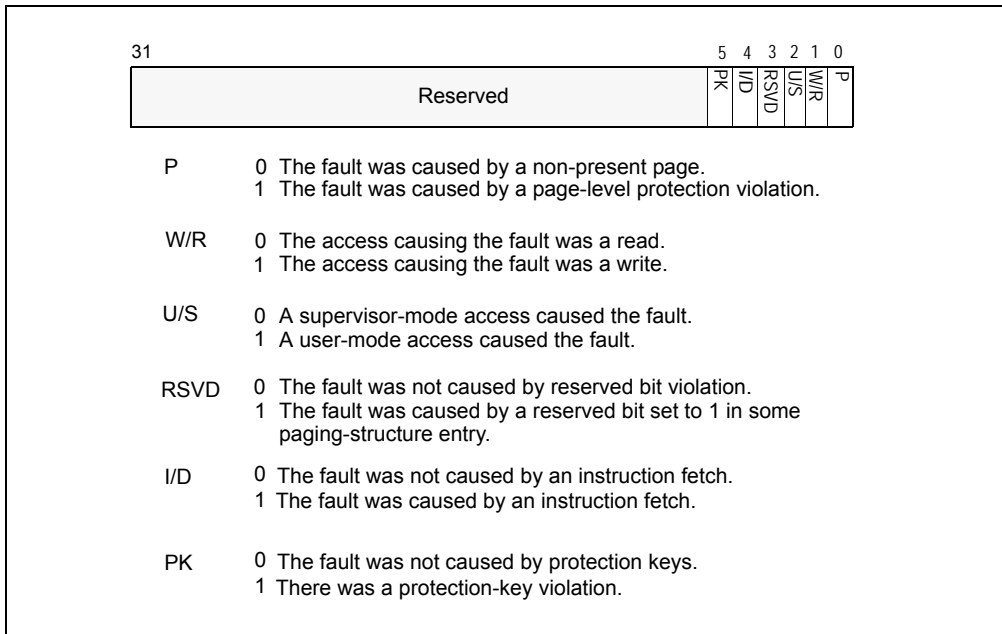 31 5 4 3 2 1 0
Reserved PK I/D RSVD U/S W/R P
P 0 The fault was caused by a non-present page.
1 The fault was caused by a page-level protection violation.
W/R 0 The access causing the fault was a read.
1 The access causing the fault was a write.
U/S 0 A supervisor-mode access caused the fault.
1 A user-mode access caused the fault.
RSVD 0 The fault was not caused by reserved bit violation.
1 The fault was caused by a reserved bit set to 1 in some
paging-structure entry.
I/D 0 The fault was not caused by an instruction fetch.
1 The fault was caused by an instruction fetch.
PK 0 The fault was not caused by protection keys.
1 There was a protection-key violation.